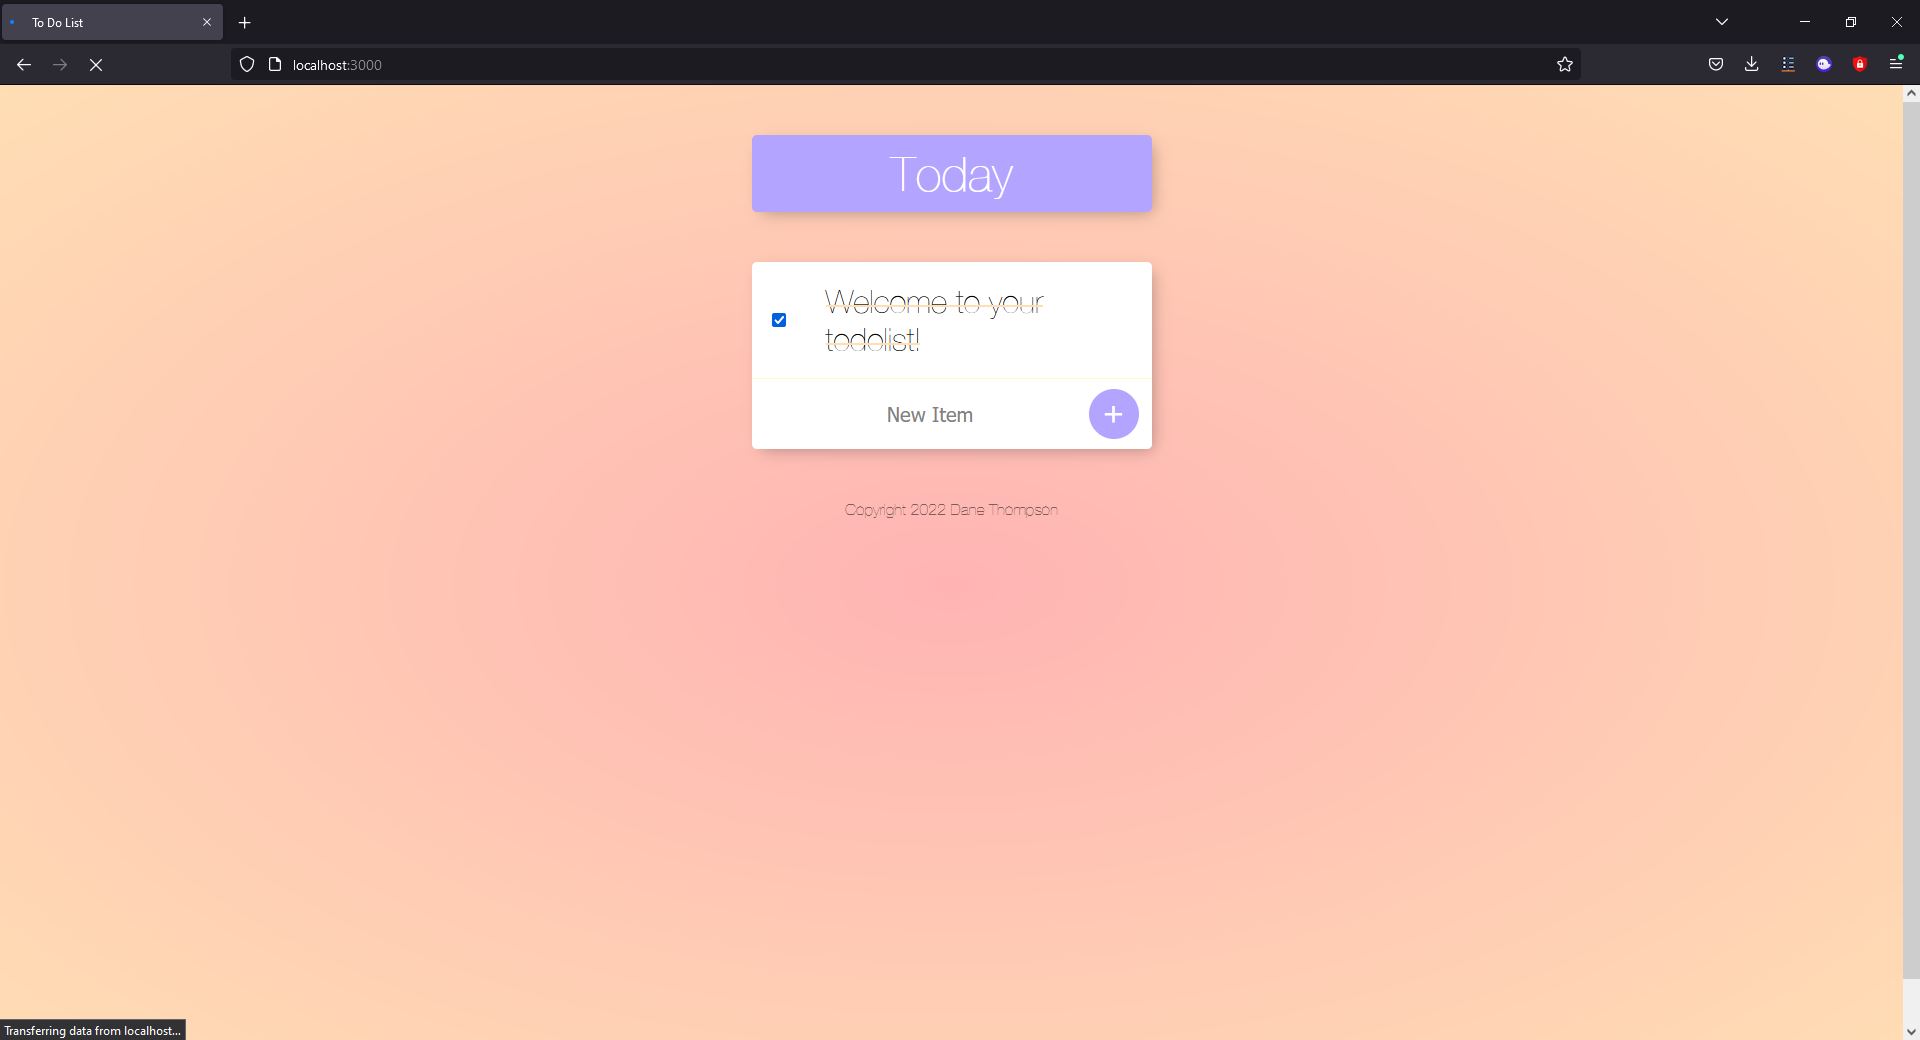 To Do List
localhost:3000
Today
Welcome to your
todolist!
New Item
Copyright 2022 Dane Thompson
Transferring data from localhost...